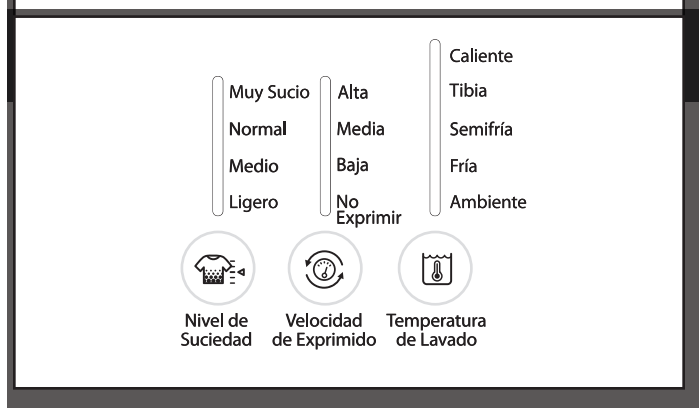 Muy Sucio
Normal
Medio
Ligero
Alta
Media
Baja
No
Exprimir
Caliente
Tibia
Semifría
Fría
Ambiente
Nivel de
Suciedad
Velocidad
de Exprimido
Temperatura
de Lavado